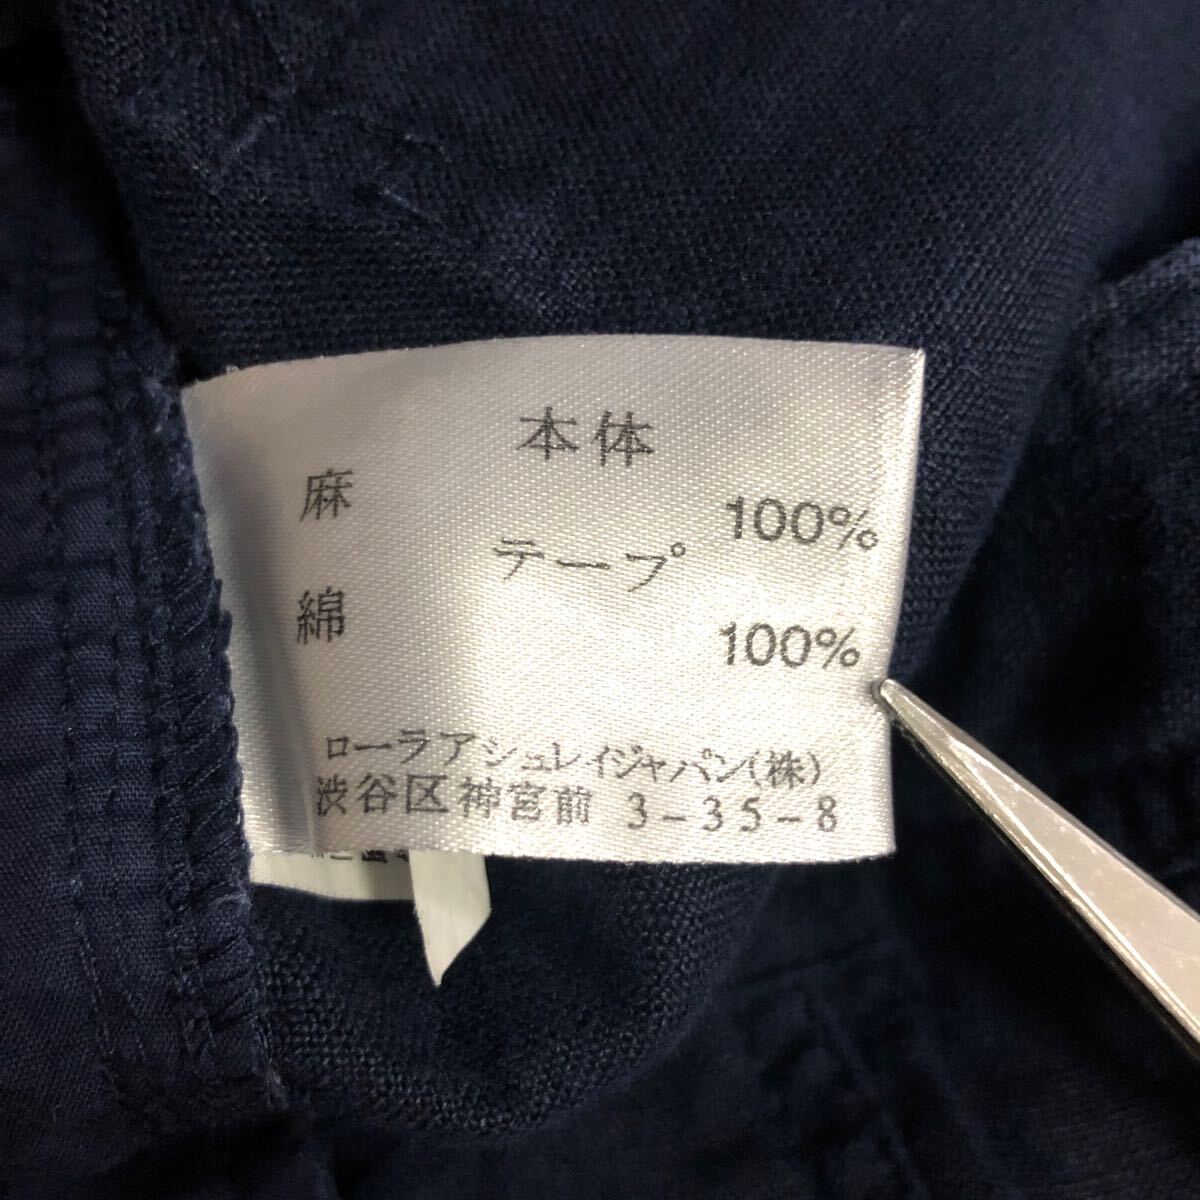 本体
麻 100%
テープ
綿 100%
ローラアシュレイジャパン(株)
渋谷区神宮前 3-35-8